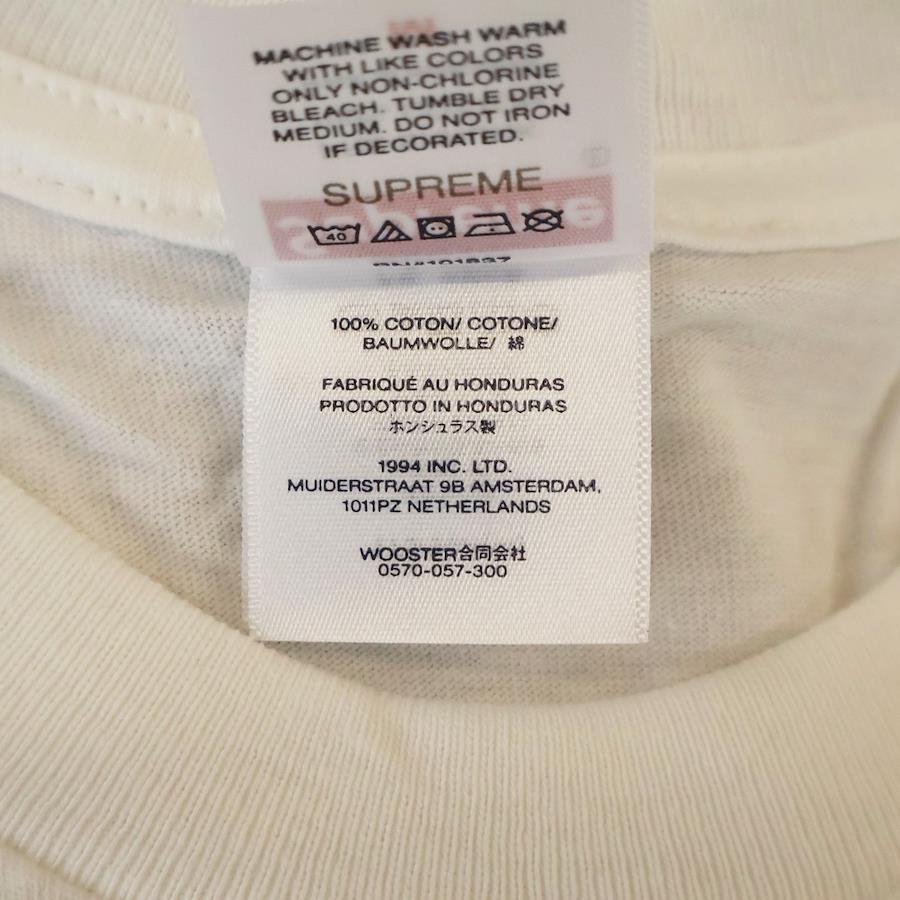 MACHINE WASH WARM
WITH LIKE COLORS
ONLY NON-CHLORINE
BLEACH. TUMBLE DRY
MEDIUM. DO NOT IRON
IF DECORATED.
SUPREME
40
RN#101837
100% COTON/ COTONE/
BAUMWOLLE/ 綿
FABRIQUÉ AU HONDURAS
PRODOTTO IN HONDURAS
ホンジュラス製
1994 INC. LTD.
MUIDERSTRAAT 9B AMSTERDAM,
1011PZ NETHERLANDS
WOOSTER合同会社
0570-057-300